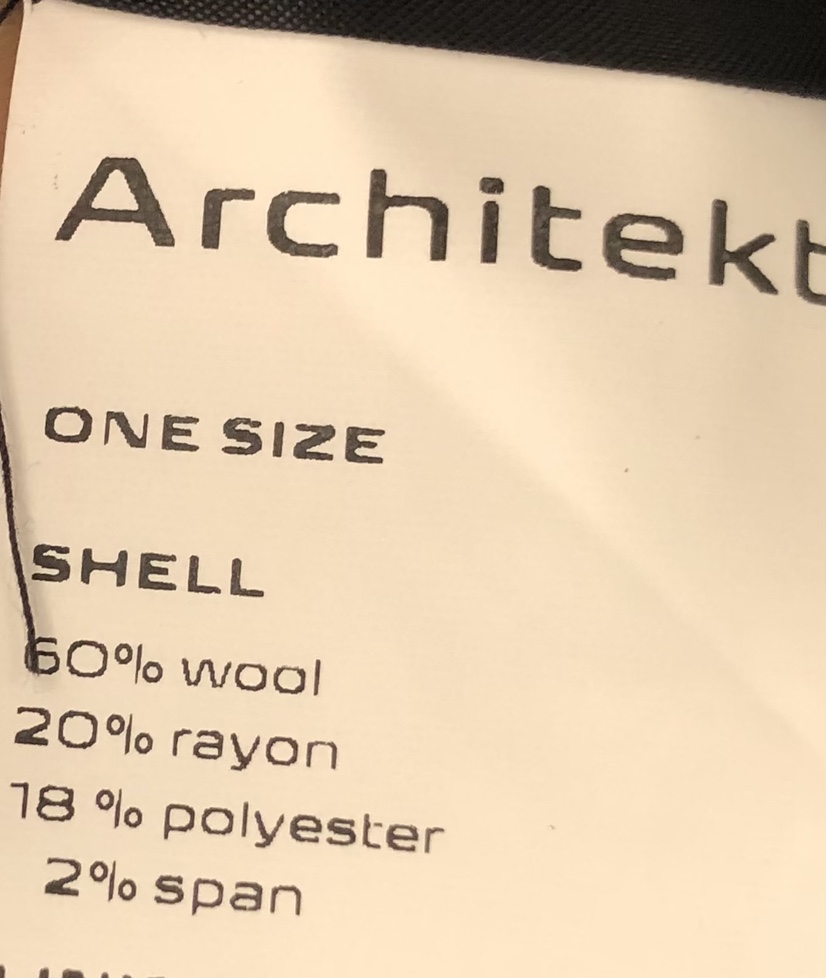 Architekt
ONE SIZE
SHELL
60% wool
20% rayon
18 % polyester
2% span